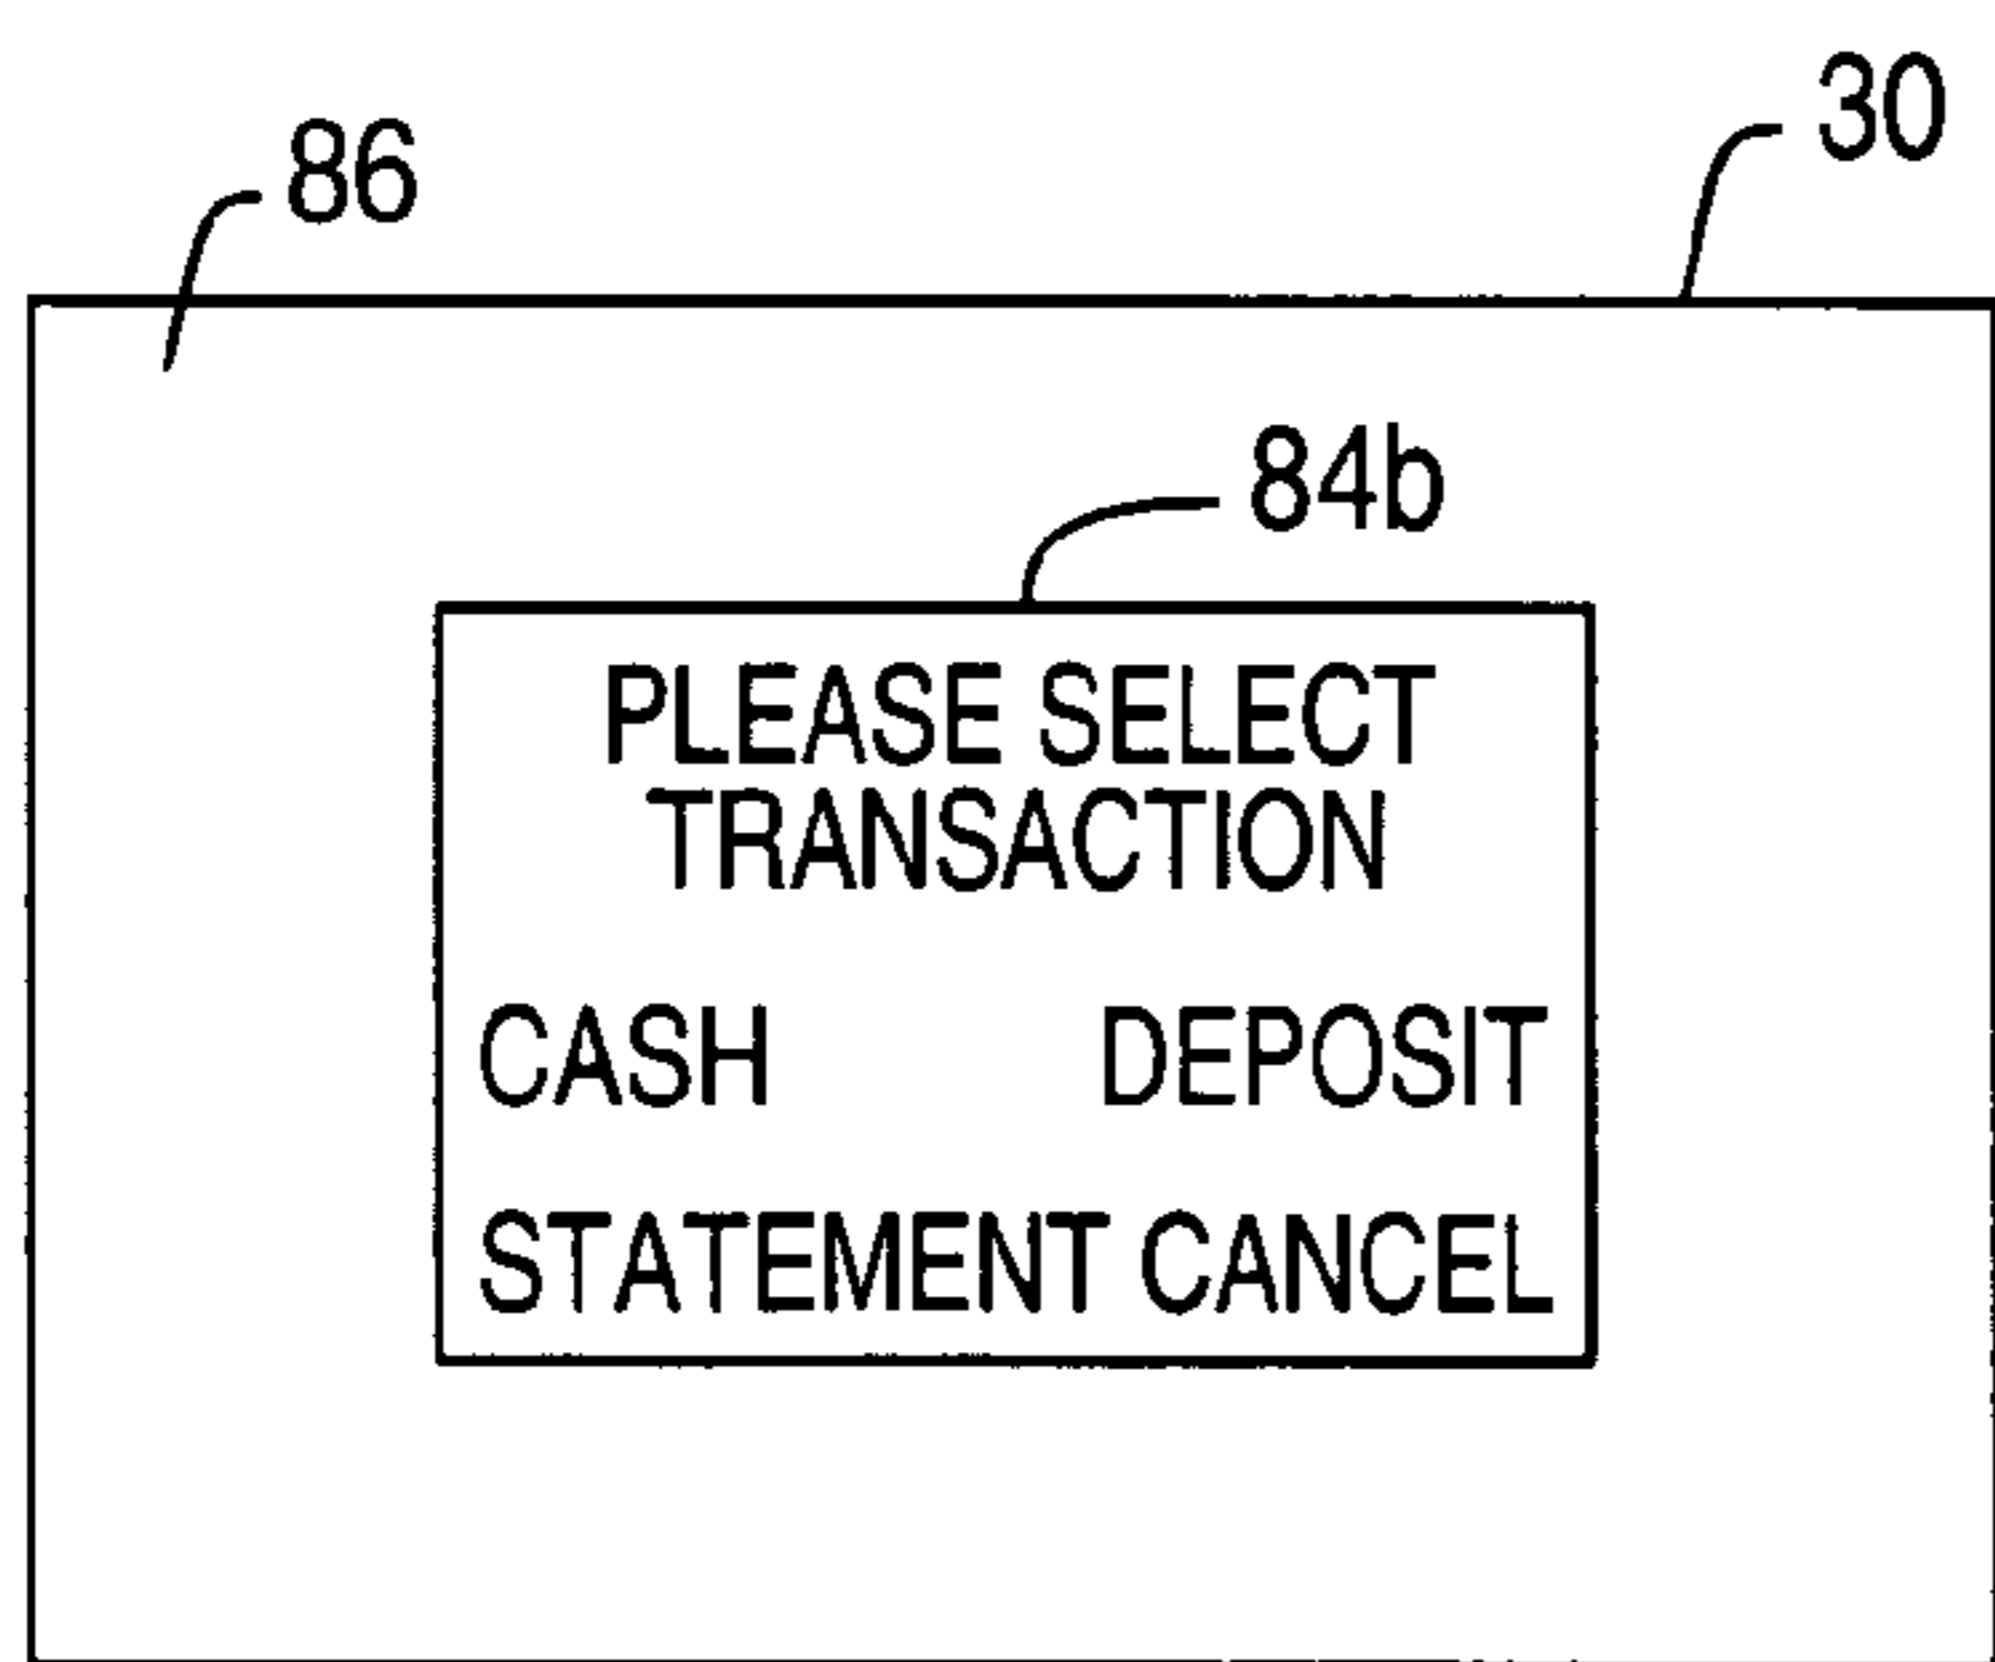 30
86
84b
PLEASE SELECT
TRANSACTION
CASH DEPOSIT
STATEMENT CANCEL